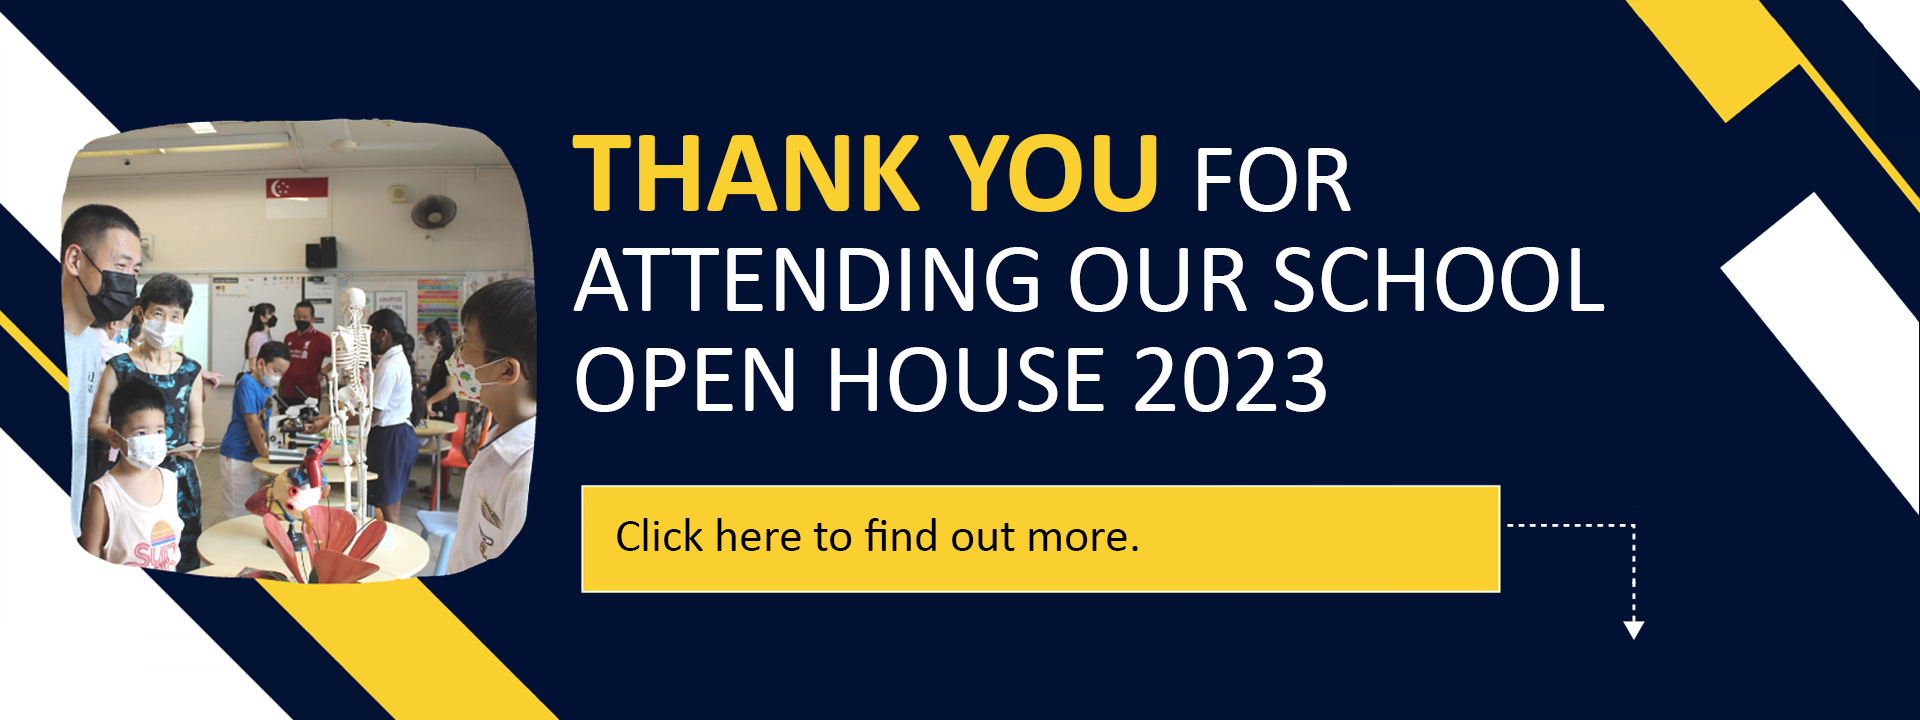 THANK YOU FOR
ATTENDING OUR SCHOOL
OPEN HOUSE 2023
Click here to find out more.